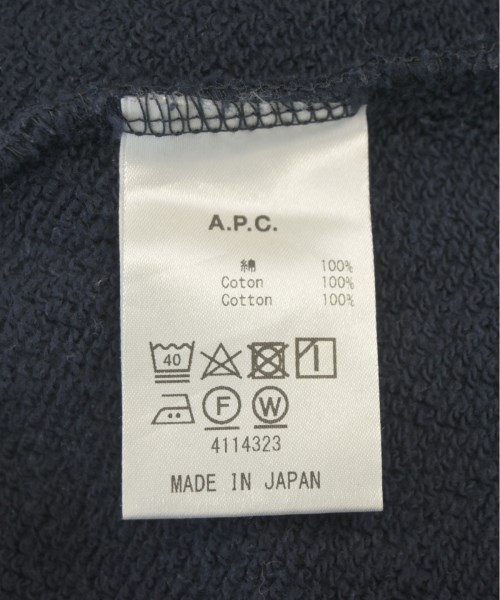 A.P.C.
綿 100%
Coton 100%
Cotton 100%
40
F W
4114323
MADE IN JAPAN